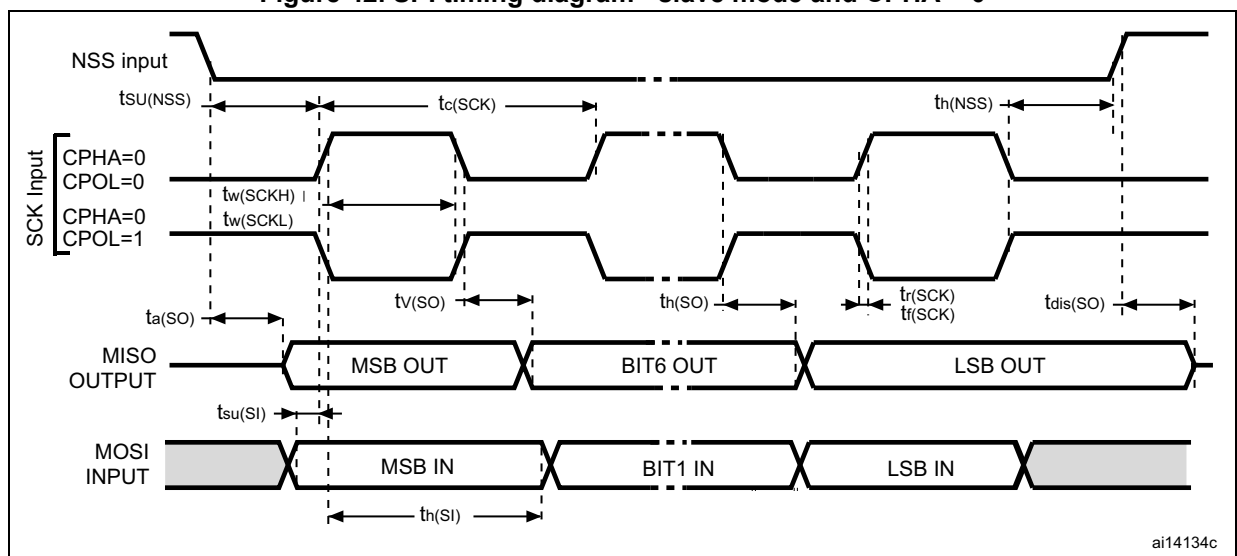 Figure 42. SPI timing diagram - slave mode and CPHA = 0
NSS input
tSU(NSS)
tc(SCK)
th(NSS)
SCK Input
CPHA=0
CPOL=0
tw(SCKH)
CPHA=0
tw(SCKL)
CPOL=1
ta(SO)
tV(SO)
th(SO)
tr(SCK)
tf(SCK)
tdis(SO)
MISO
OUTPUT
MSB OUT
BIT6 OUT
LSB OUT
tsu(SI)
MOSI
INPUT
MSB IN
BIT1 IN
LSB IN
th(SI)
ai14134c